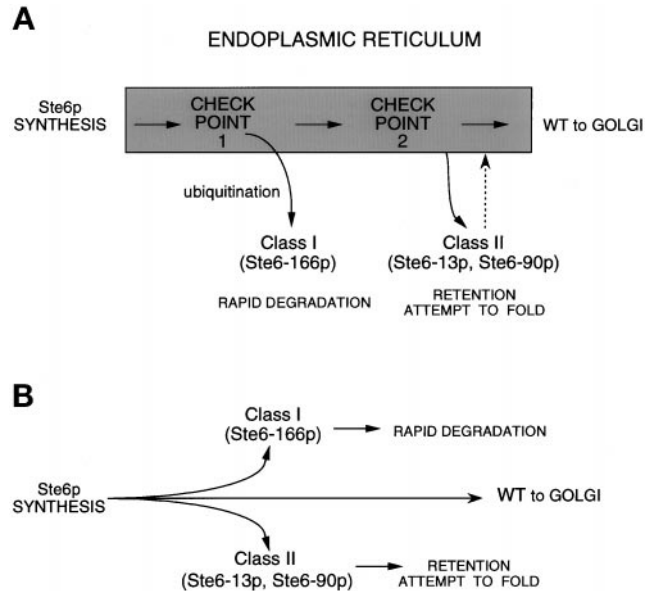 A
ENDOPLASMIC RETICULUM
Ste6p
SYNTHESIS
CHECK
POINT
1
CHECK
POINT
2
WT to GOLGI
ubiquitination
Class I
(Ste6-166p)
RAPID DEGRADATION
Class II
(Ste6-13p, Ste6-90p)
RETENTION
ATTEMPT TO FOLD
B
Class I
(Ste6-166p)
RAPID DEGRADATION
Ste6p
SYNTHESIS
WT to GOLGI
Class II
(Ste6-13p, Ste6-90p)
RETENTION
ATTEMPT TO FOLD